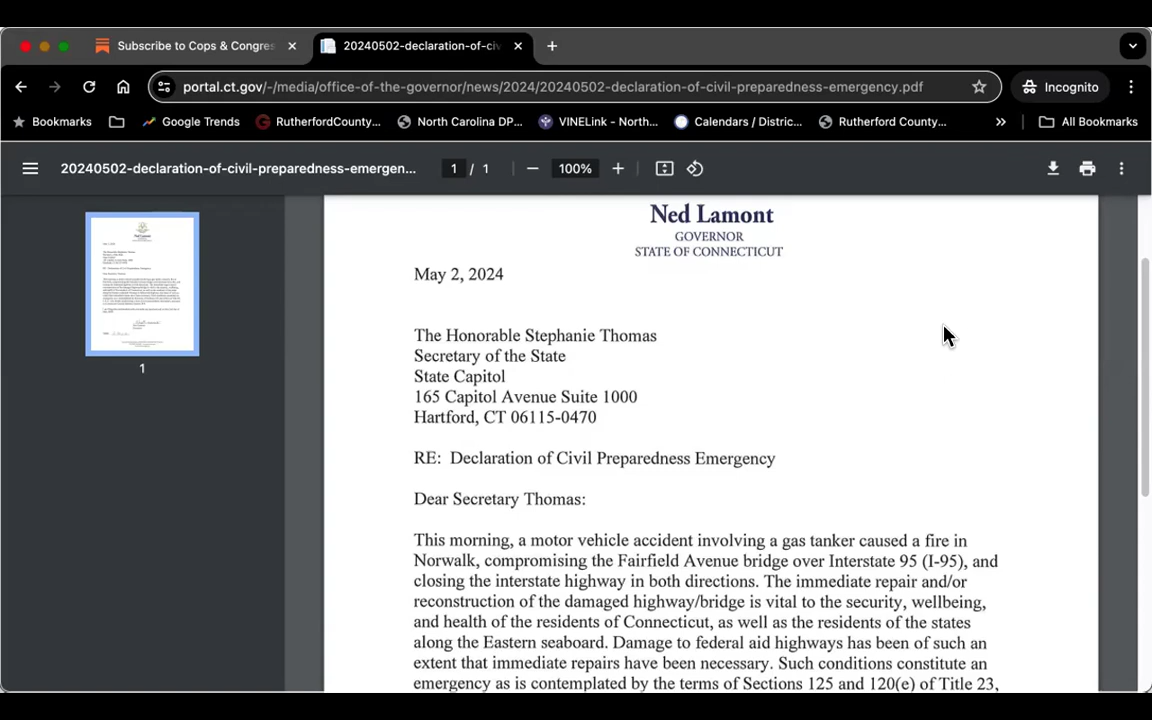 Subscribe to Cops & Congres
20240502-declaration-of-civ
portal.ct.gov/-/media/office-of-the-governor/news/2024/20240502-declaration-of-civil-preparedness-emergency.pdf
Incognito
Bookmarks
Google Trends
RutherfordCounty...
North Carolina DP...
VINELink - North...
Calendars / Distric...
Rutherford County...
All Bookmarks
20240502-declaration-of-civil-preparedness-emergen...
1 / 1
100%
1
Ned Lamont
GOVERNOR
STATE OF CONNECTICUT
May 2, 2024
The Honorable Stephanie Thomas
Secretary of the State
State Capitol
165 Capitol Avenue Suite 1000
Hartford, CT 06115-0470
RE: Declaration of Civil Preparedness Emergency
Dear Secretary Thomas:
This morning, a motor vehicle accident involving a gas tanker caused a fire in
Norwalk, compromising the Fairfield Avenue bridge over Interstate 95 (I-95), and
closing the interstate highway in both directions. The immediate repair and/or
reconstruction of the damaged highway/bridge is vital to the security, wellbeing,
and health of the residents of Connecticut, as well as the residents of the states
along the Eastern seaboard. Damage to federal aid highways has been of such an
extent that immediate repairs have been necessary. Such conditions constitute an
emergency as is contemplated by the terms of Sections 125 and 120(e) of Title 23,